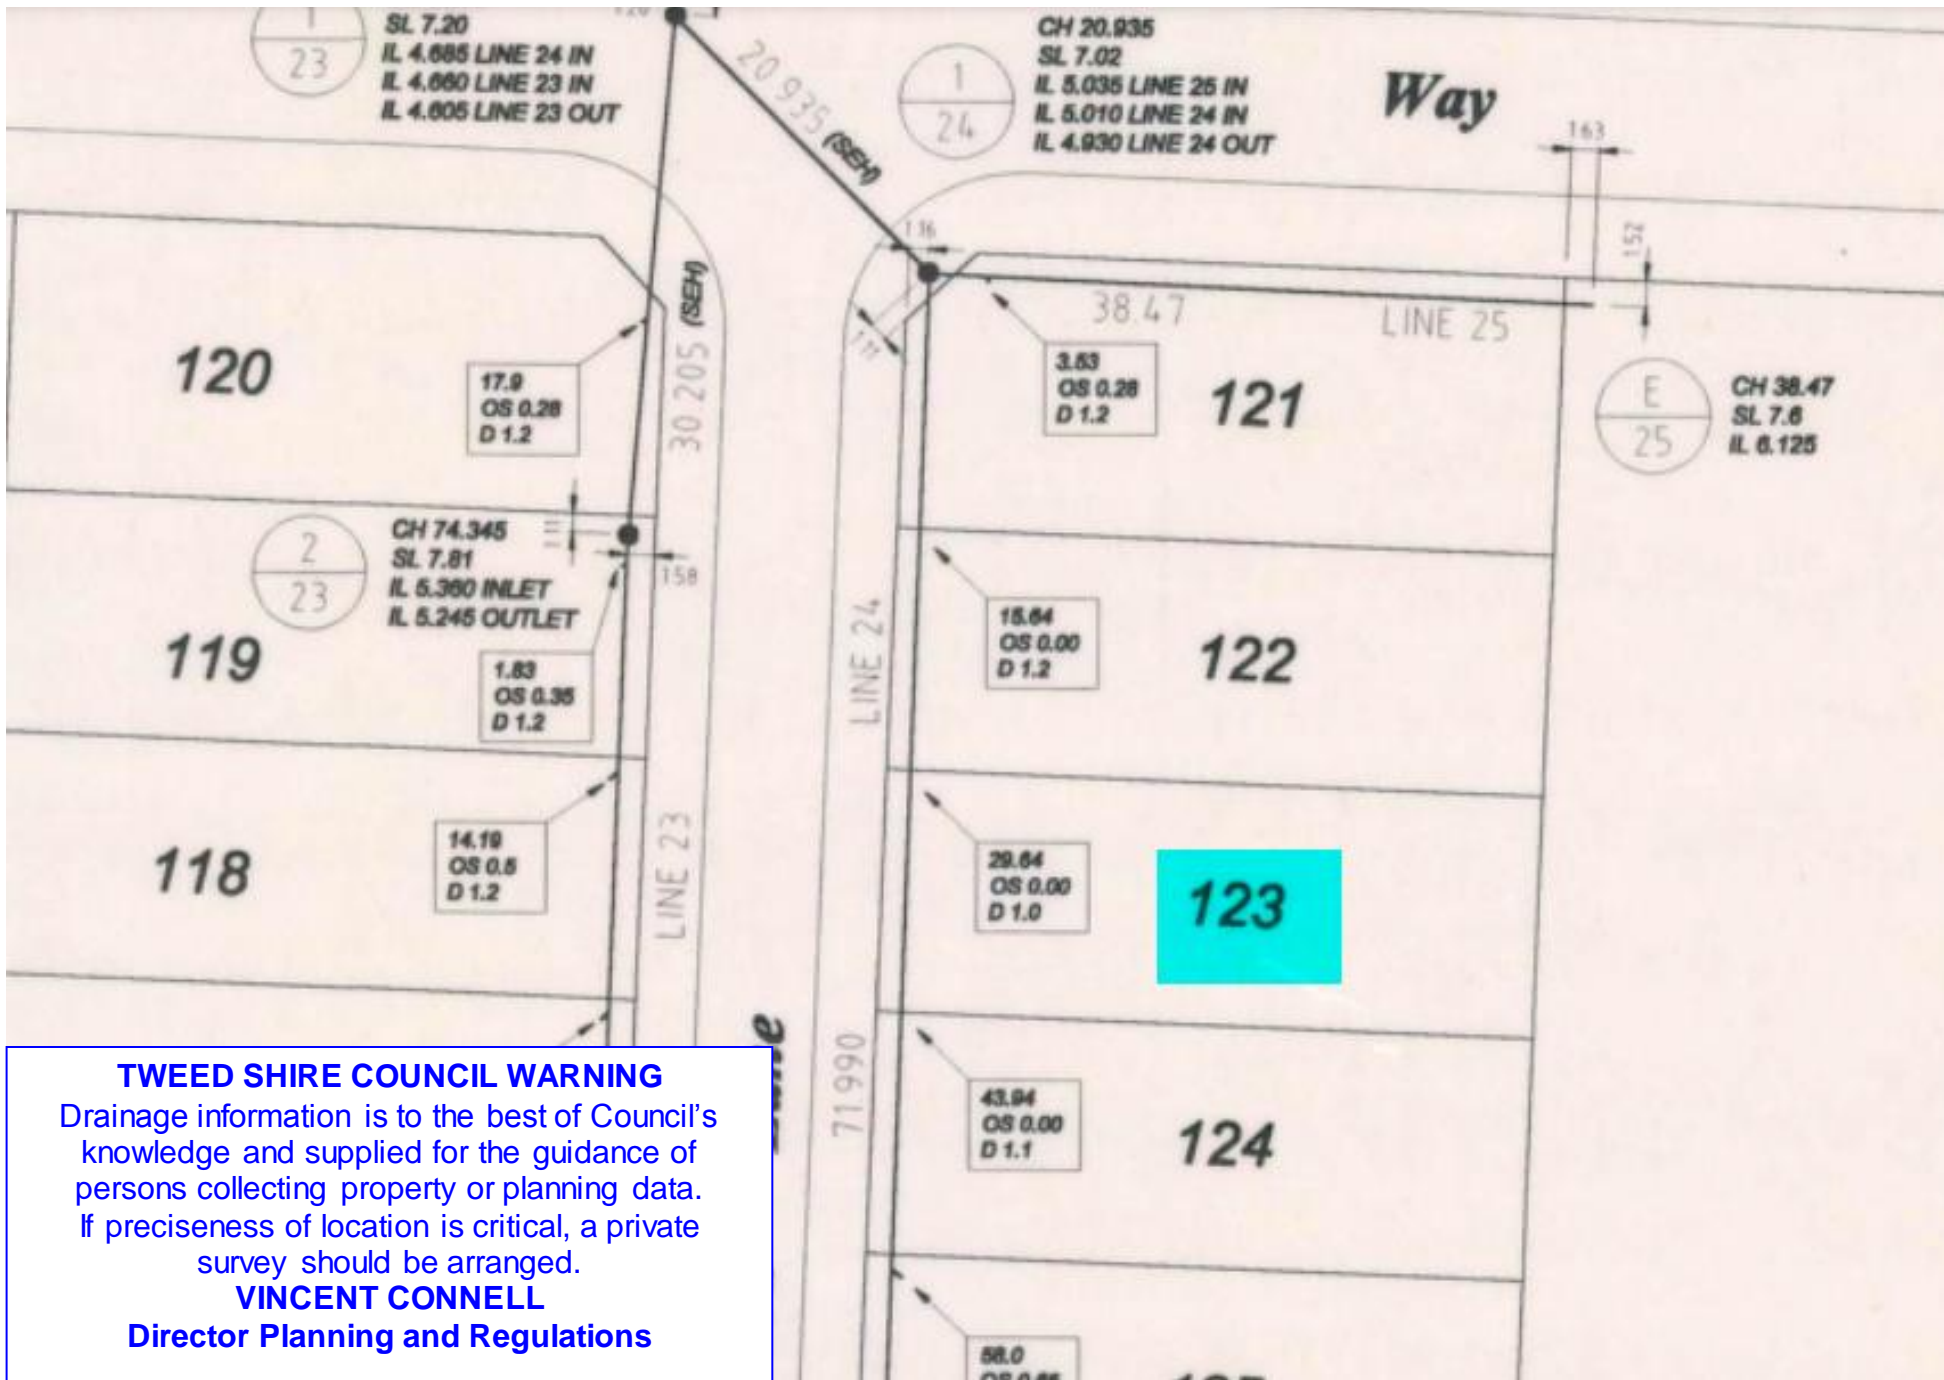 1
23
SL 7.20
IL 4.685 LINE 24 IN
IL 4.660 LINE 23 IN
IL 4.605 LINE 23 OUT
20 935 (SEH)
1
24
CH 20.935
SL 7.02
IL 5.035 LINE 25 IN
IL 5.010 LINE 24 IN
IL 4.930 LINE 24 OUT
Way
163
152
116
111
38.47
LINE 25
120
17.9
OS 0.28
D 1.2
30 205 (SEH)
3.53
OS 0.28
D 1.2
121
E
25
CH 38.47
SL 7.6
IL 6.125
2
23
CH 74.345
SL 7.81
IL 5.360 INLET
IL 5.245 OUTLET
111
158
119
1.83
OS 0.35
D 1.2
LINE 24
15.64
OS 0.00
D 1.2
122
118
14.19
OS 0.5
D 1.2
LINE 23
29.64
OS 0.00
D 1.0
123
71990
43.94
OS 0.00
D 1.1
124
58.0
TWEED SHIRE COUNCIL WARNING
Drainage information is to the best of Council’s
knowledge and supplied for the guidance of
persons collecting property or planning data.
If preciseness of location is critical, a private
survey should be arranged.
VINCENT CONNELL
Director Planning and Regulations